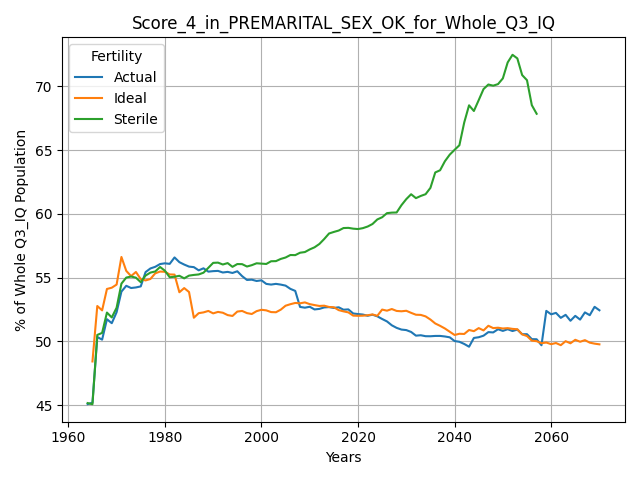 Score_4_in_PREMARITAL_SEX_OK_for_Whole_Q3_IQ
Fertility
Actual
Ideal
Sterile
% of Whole Q3_IQ Population
70
65
60
55
50
45
1960
1980
2000
2020
2040
2060
Years